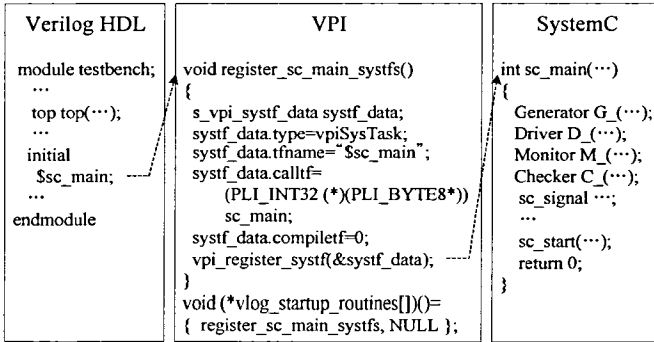 Verilog HDL
module testbench;
…
top top(…);
…
initial
$sc_main;
…
endmodule
VPI
void register_sc_main_systfs()
{
s_vpi_systf_data systf_data;
systf_data.type=vpiSysTask;
systf_data.tfname="$sc_main";
systf_data.calltf=
(PLI_INT32 (*)(PLI_BYTE8*))
sc_main;
systf_data.compiletf=0;
vpi_register_systf(&systf_data);
}
void (*vlog_startup_routines[])()=
{ register_sc_main_systfs, NULL };
SystemC
int sc_main(…)
{
Generator G_(…);
Driver D_(…);
Monitor M_(…);
Checker C_(…);
sc_signal …;
…
sc_start(…);
return 0;
}